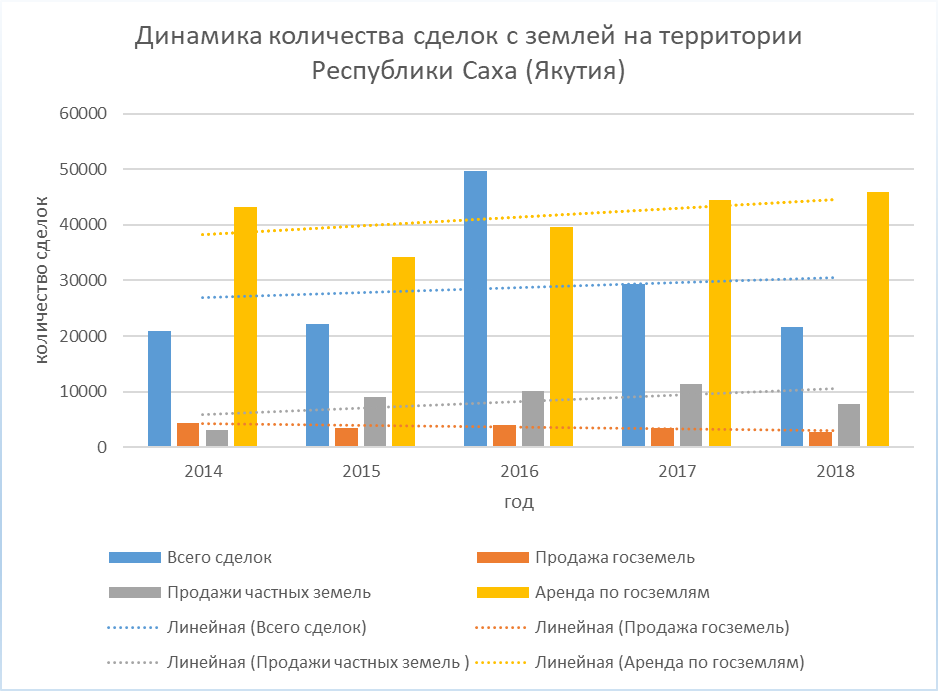 Динамика количества сделок с землей на территории
Республики Саха (Якутия)
60000
50000
40000
30000
20000
10000
0
количество сделок
2014 2015 2016 2017 2018
год
Всего сделок Продажа госземель
Продажи частных земель Аренда по госземлям
Линейная (Всего сделок) Линейная (Продажа госземель)
Линейная (Продажи частных земель ) Линейная (Аренда по госземлям)